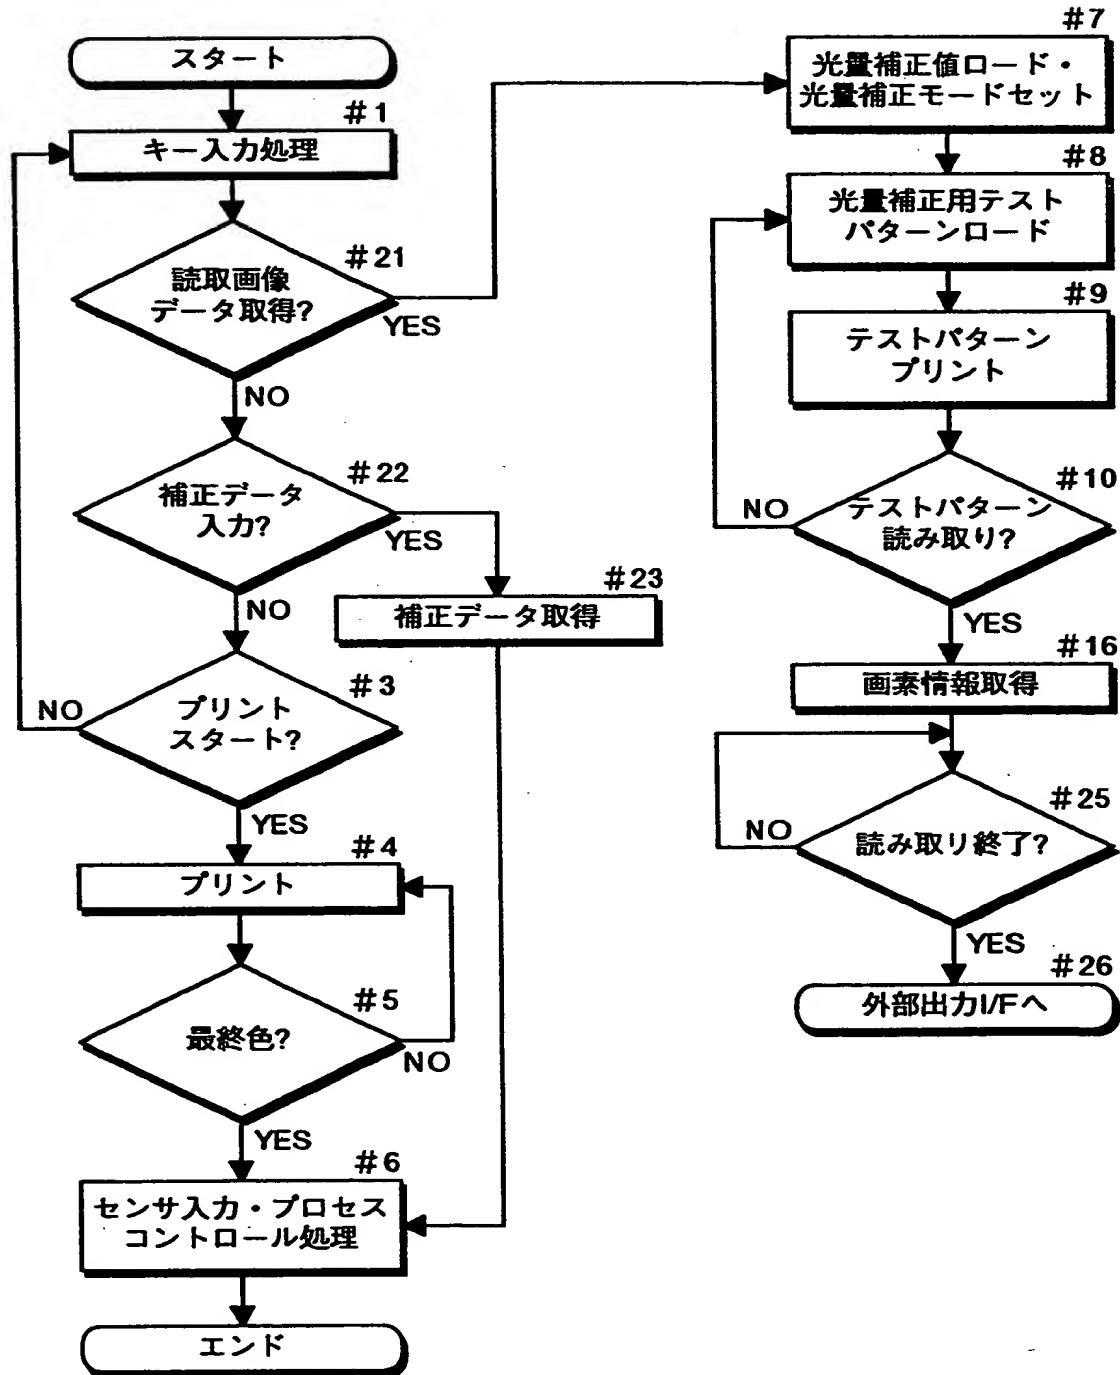 スタート
#1
キー入力処理
#21
読取画像
データ取得?
YES
NO
#22
補正データ
入力?
YES
NO
#23
補正データ取得
#3
プリント
スタート?
NO
YES
#4
プリント
#5
最終色?
NO
YES
#6
センサ入力・プロセス
コントロール処理
エンド
#7
光量補正値ロード・
光量補正モードセット
#8
光量補正用テスト
パターンロード
#9
テストパターン
プリント
#10
テストパターン
読み取り?
NO
YES
#16
画素情報取得
#25
読み取り終了?
NO
YES
#26
外部出力I/Fへ